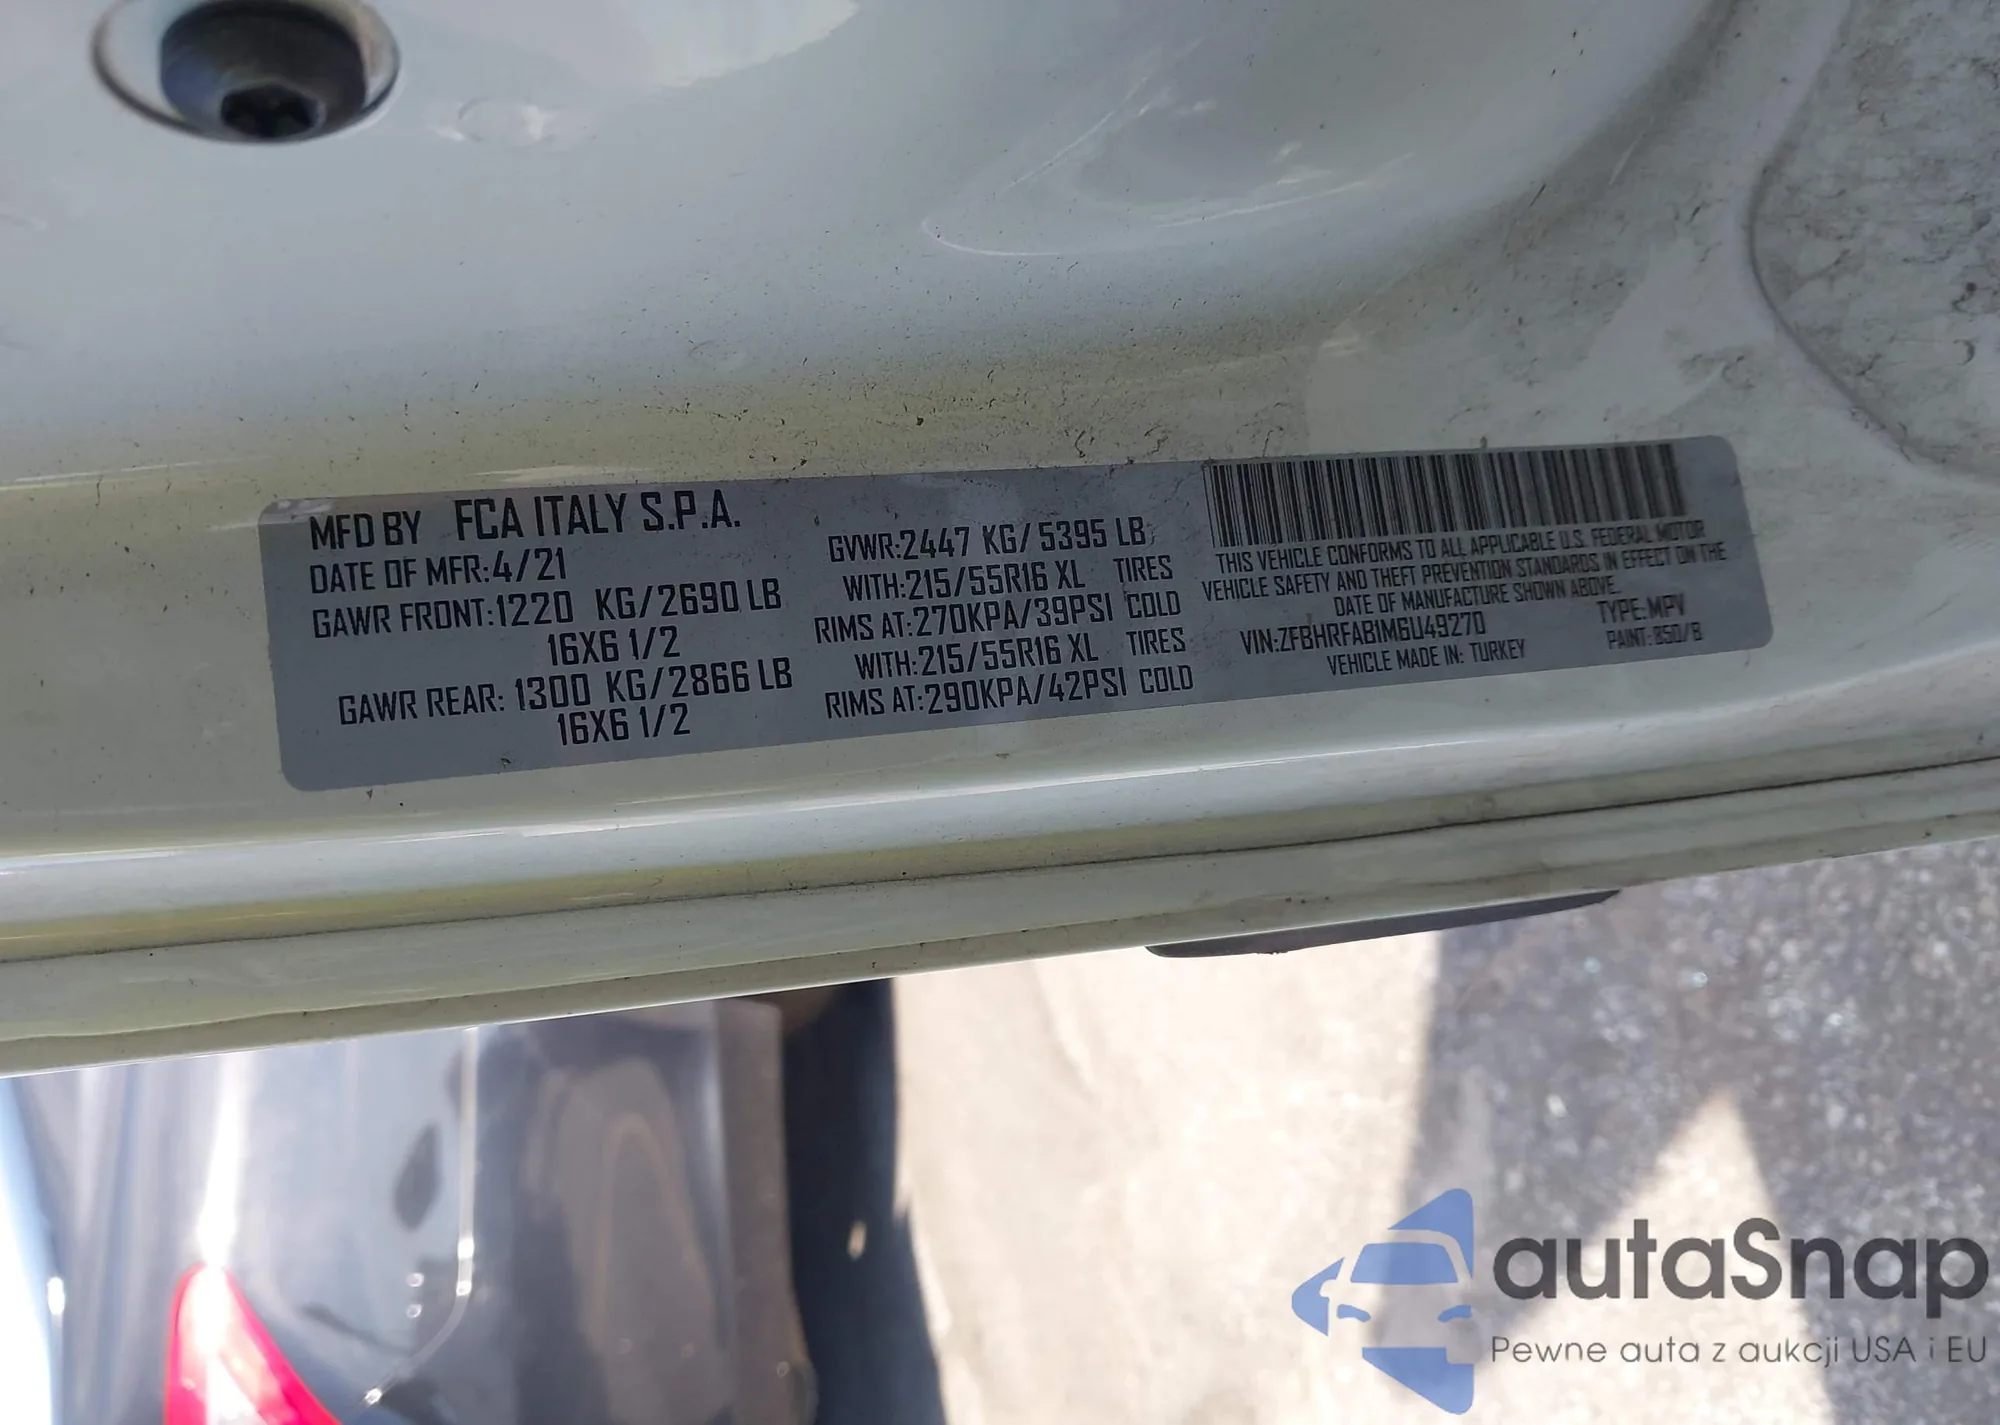 MFD BY FCA ITALY S.P.A.
DATE OF MFR:4/21
GAWR FRONT:1220 KG/2690 LB
16X6 1/2
GAWR REAR: 1300 KG/2866 LB
16X6 1/2
GVWR:2447 KG/5395 LB
WITH:215/55R16 XL TIRES
RIMS AT:270KPA/39PSI COLD
WITH:215/55R16 XL TIRES
RIMS AT:290KPA/42PSI COLD
THIS VEHICLE CONFORMS TO ALL APPLICABLE U.S. FEDERAL MOTOR
VEHICLE SAFETY AND THEFT PREVENTION STANDARDS IN EFFECT ON THE
DATE OF MANUFACTURE SHOWN ABOVE.
VIN:ZFBHRFAB1M6U49270 TYPE:MPV
VEHICLE MADE IN: TURKEY PAINT: 850/B
autaSnap
Pewne auta z aukcji USA i EU